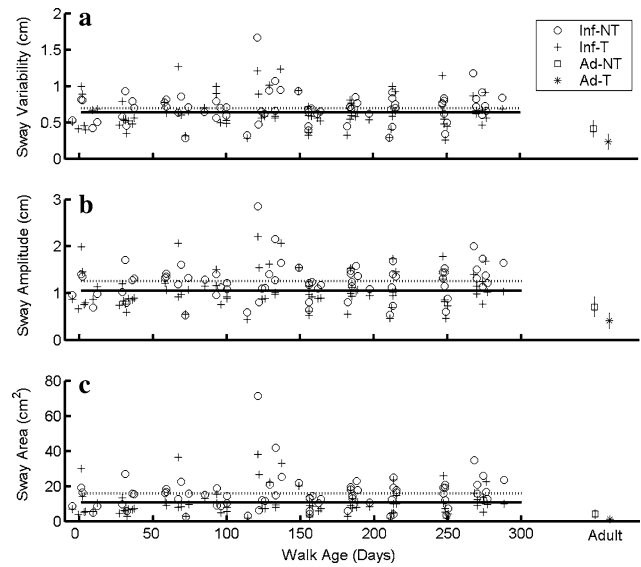 a
Inf-NT
Inf-T
Ad-NT
Ad-T
Sway Variability (cm)
2
1.5
1
0.5
0
b
Sway Amplitude (cm)
3
2
1
0
c
Sway Area (cm²)
80
60
40
20
0
0 50 100 150 200 250 300 Adult
Walk Age (Days)